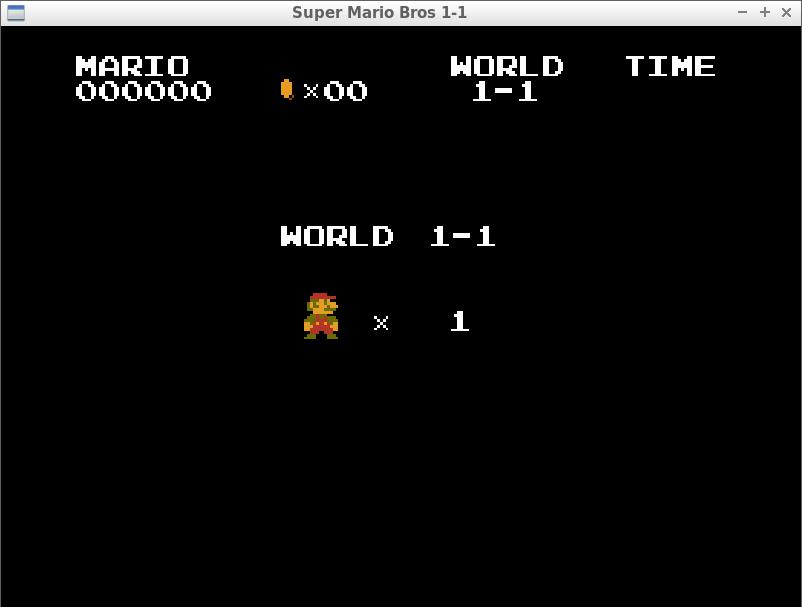 Super Mario Bros 1-1
MARIO WORLD TIME
000000 ×00 1-1
WORLD 1-1
× 1